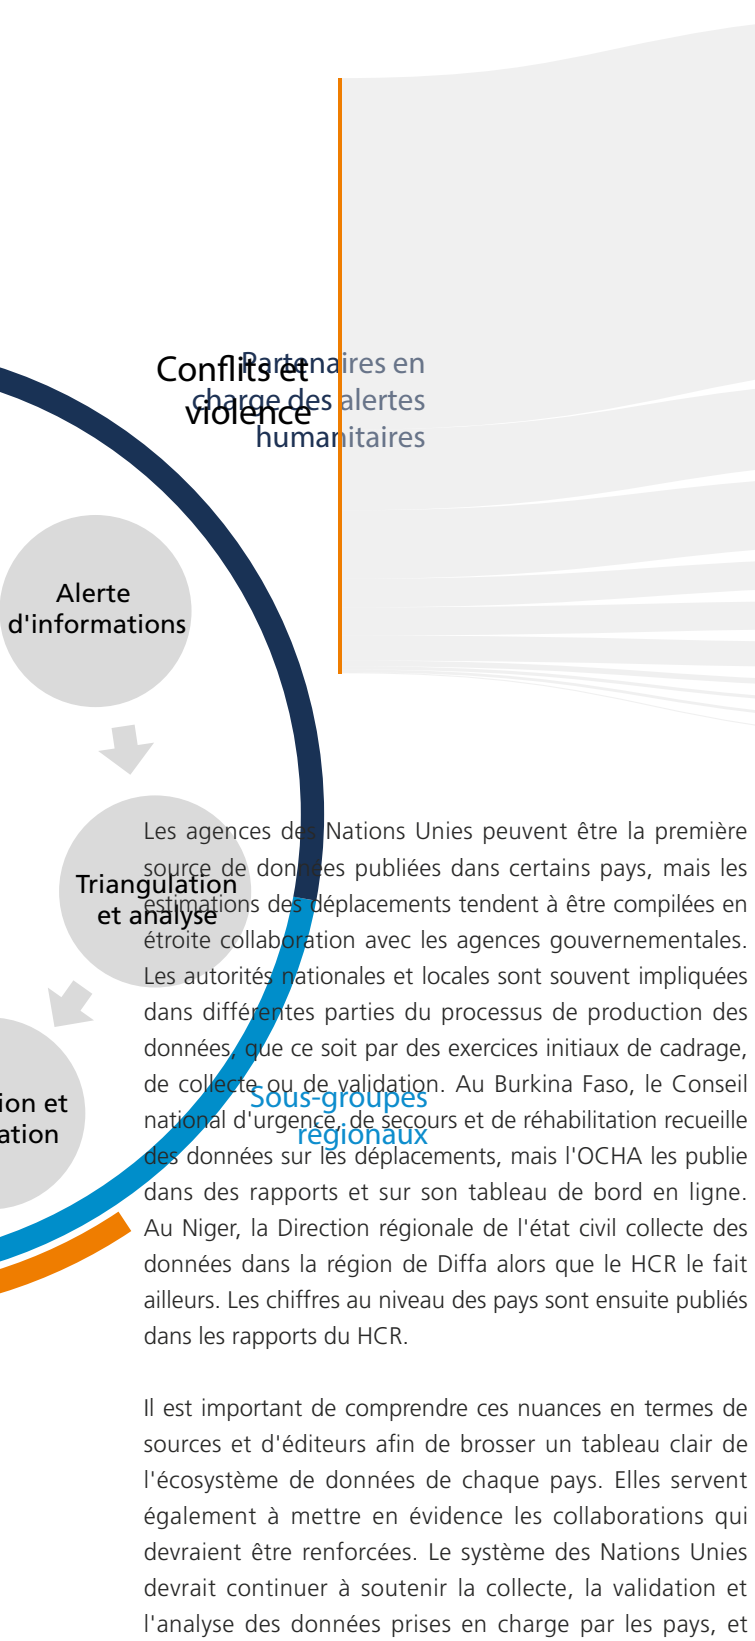 Conflits et
violence
Partenaires en
charge des alertes
humanitaires
Alerte
d'informations
Triangulation
et analyse
ion et
ation
Sous-groupes
régionaux
Les agences des Nations Unies peuvent être la première
source de données publiées dans certains pays, mais les
estimations des déplacements tendent à être compilées en
étroite collaboration avec les agences gouvernementales.
Les autorités nationales et locales sont souvent impliquées
dans différentes parties du processus de production des
données, que ce soit par des exercices initiaux de cadrage,
de collecte ou de validation. Au Burkina Faso, le Conseil
national d'urgence, de secours et de réhabilitation recueille
des données sur les déplacements, mais l'OCHA les publie
dans des rapports et sur son tableau de bord en ligne.
Au Niger, la Direction régionale de l'état civil collecte des
données dans la région de Diffa alors que le HCR le fait
ailleurs. Les chiffres au niveau des pays sont ensuite publiés
dans les rapports du HCR.
Il est important de comprendre ces nuances en termes de
sources et d'éditeurs afin de brosser un tableau clair de
l'écosystème de données de chaque pays. Elles servent
également à mettre en évidence les collaborations qui
devraient être renforcées. Le système des Nations Unies
devrait continuer à soutenir la collecte, la validation et
l'analyse des données prises en charge par les pays, et